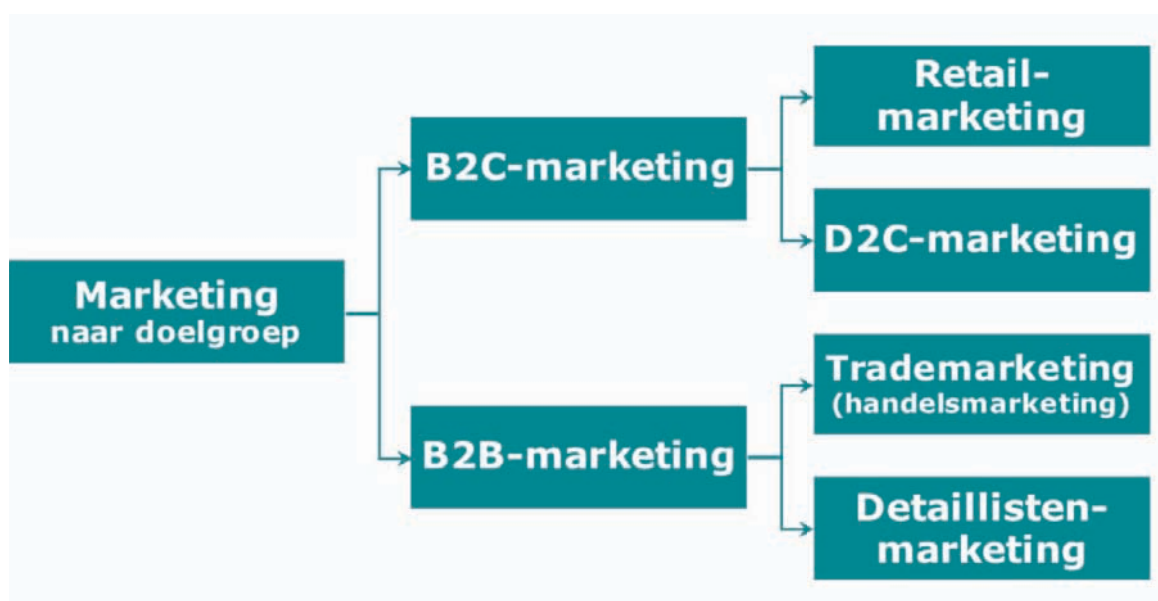 Marketing
naar doelgroep
B2C-marketing
B2B-marketing
Retail-
marketing
D2C-marketing
Trademarketing
(handelsmarketing)
Detaillisten-
marketing